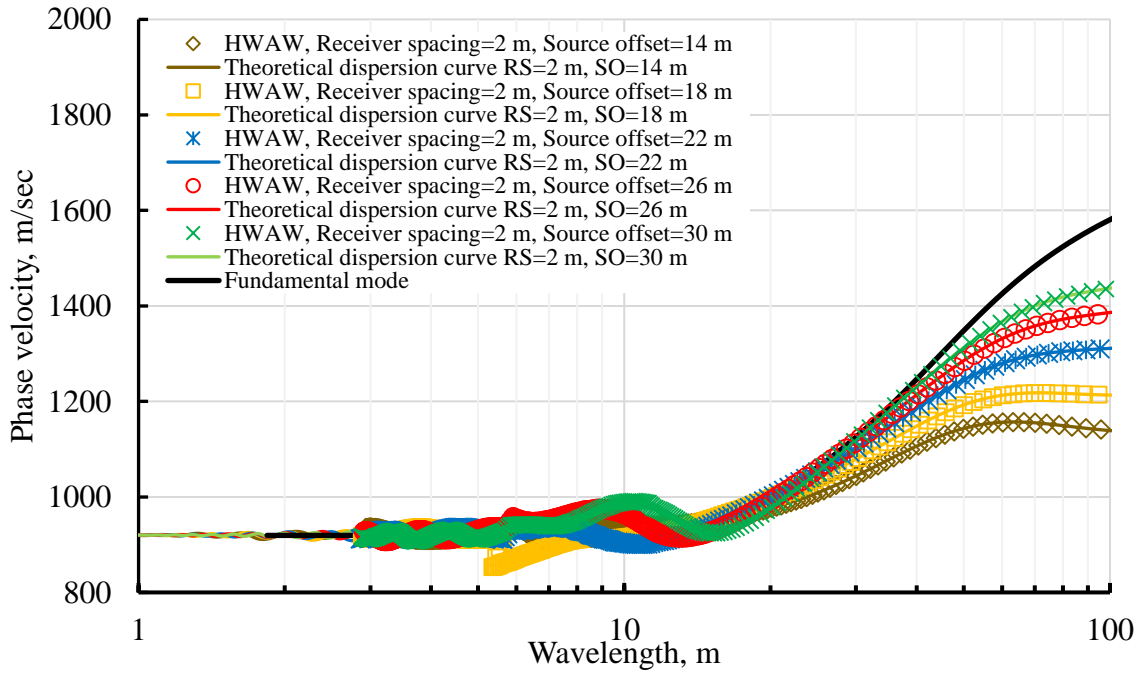 2000
1800
1600
1400
1200
1000
800
Phase velocity, m/sec
HWAW, Receiver spacing=2 m, Source offset=14 m
Theoretical dispersion curve RS=2 m, SO=14 m
HWAW, Receiver spacing=2 m, Source offset=18 m
Theoretical dispersion curve RS=2 m, SO=18 m
HWAW, Receiver spacing=2 m, Source offset=22 m
Theoretical dispersion curve RS=2 m, SO=22 m
HWAW, Receiver spacing=2 m, Source offset=26 m
Theoretical dispersion curve RS=2 m, SO=26 m
HWAW, Receiver spacing=2 m, Source offset=30 m
Theoretical dispersion curve RS=2 m, SO=30 m
Fundamental mode
1 10 100
Wavelength, m